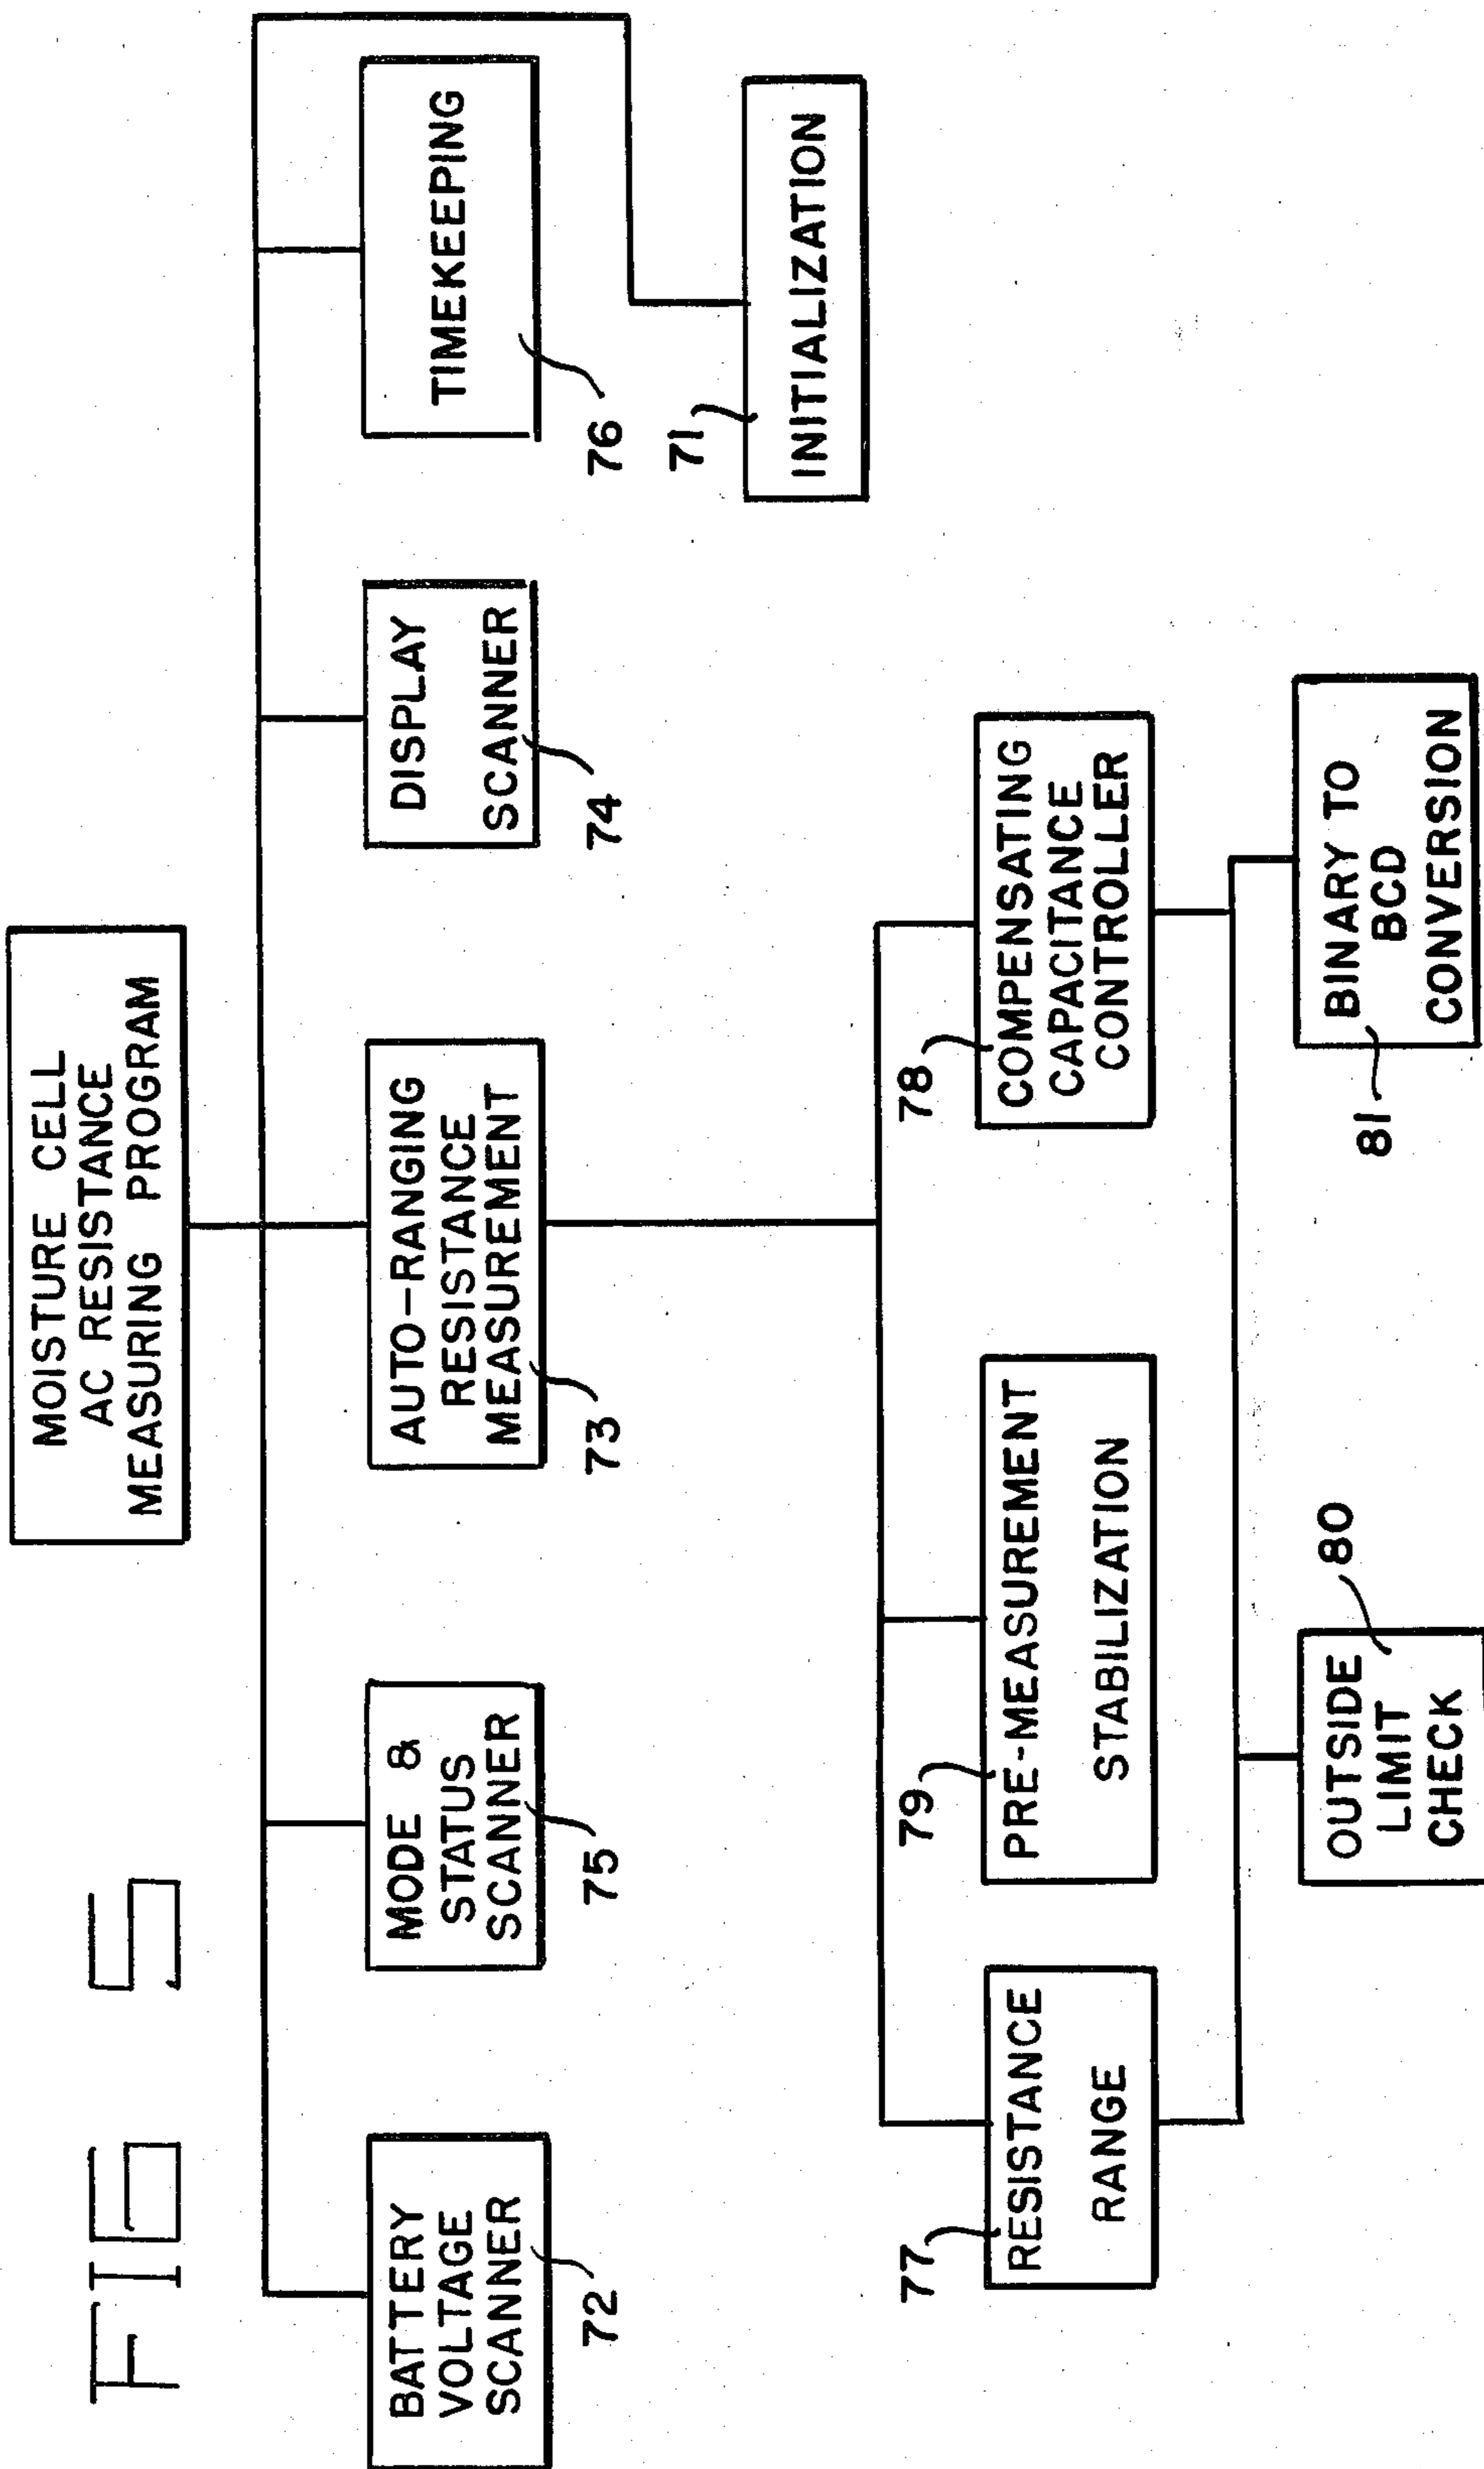 FIG 5
MOISTURE CELL
AC RESISTANCE
MEASURING PROGRAM
BATTERY
VOLTAGE
SCANNER
72
MODE &
STATUS
SCANNER
75
AUTO-RANGING
RESISTANCE
MEASUREMENT
73
DISPLAY
SCANNER
74
TIMEKEEPING
76
71
INITIALIZATION
77
RESISTANCE
RANGE
79
PRE-MEASUREMENT
STABILIZATION
78
COMPENSATING
CAPACITANCE
CONTROLLER
OUTSIDE
LIMIT
CHECK
80
BINARY TO
BCD
CONVERSION
81